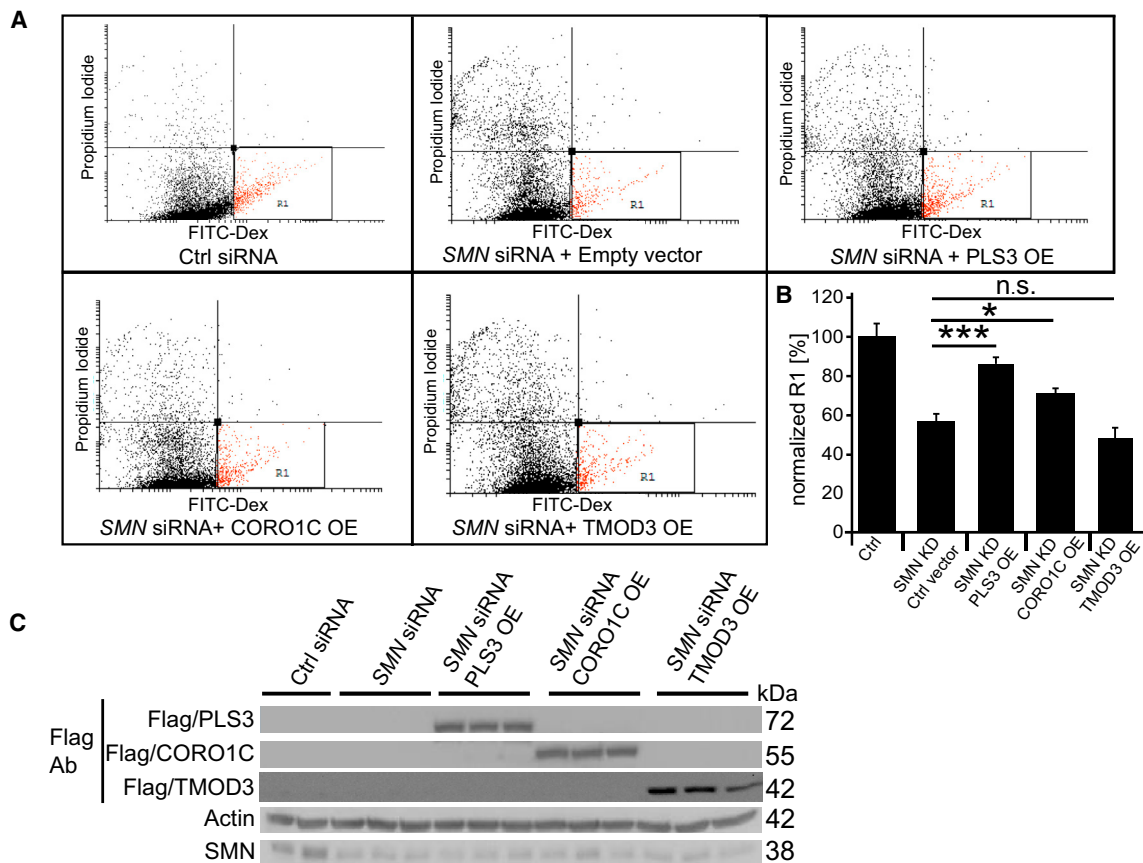 A
Propidium Iodide
R1
FITC-Dex
Ctrl siRNA
Propidium Iodide
R1
FITC-Dex
SMN siRNA + Empty vector
Propidium Iodide
R1
FITC-Dex
SMN siRNA + PLS3 OE
Propidium Iodide
R1
FITC-Dex
SMN siRNA+ CORO1C OE
Propidium Iodide
R1
FITC-Dex
SMN siRNA+ TMOD3 OE
B
normalized R1 [%]
120
100
80
60
40
20
0
n.s.
*
***
Ctrl
SMN KD
Ctrl vector
SMN KD
PLS3 OE
SMN KD
CORO1C OE
SMN KD
TMOD3 OE
C
Ctrl siRNA
SMN siRNA
SMN siRNA
PLS3 OE
SMN siRNA
CORO1C OE
SMN siRNA
TMOD3 OE
kDa
Flag
Ab
Flag/PLS3 72
Flag/CORO1C 55
Flag/TMOD3 42
Actin 42
SMN 38